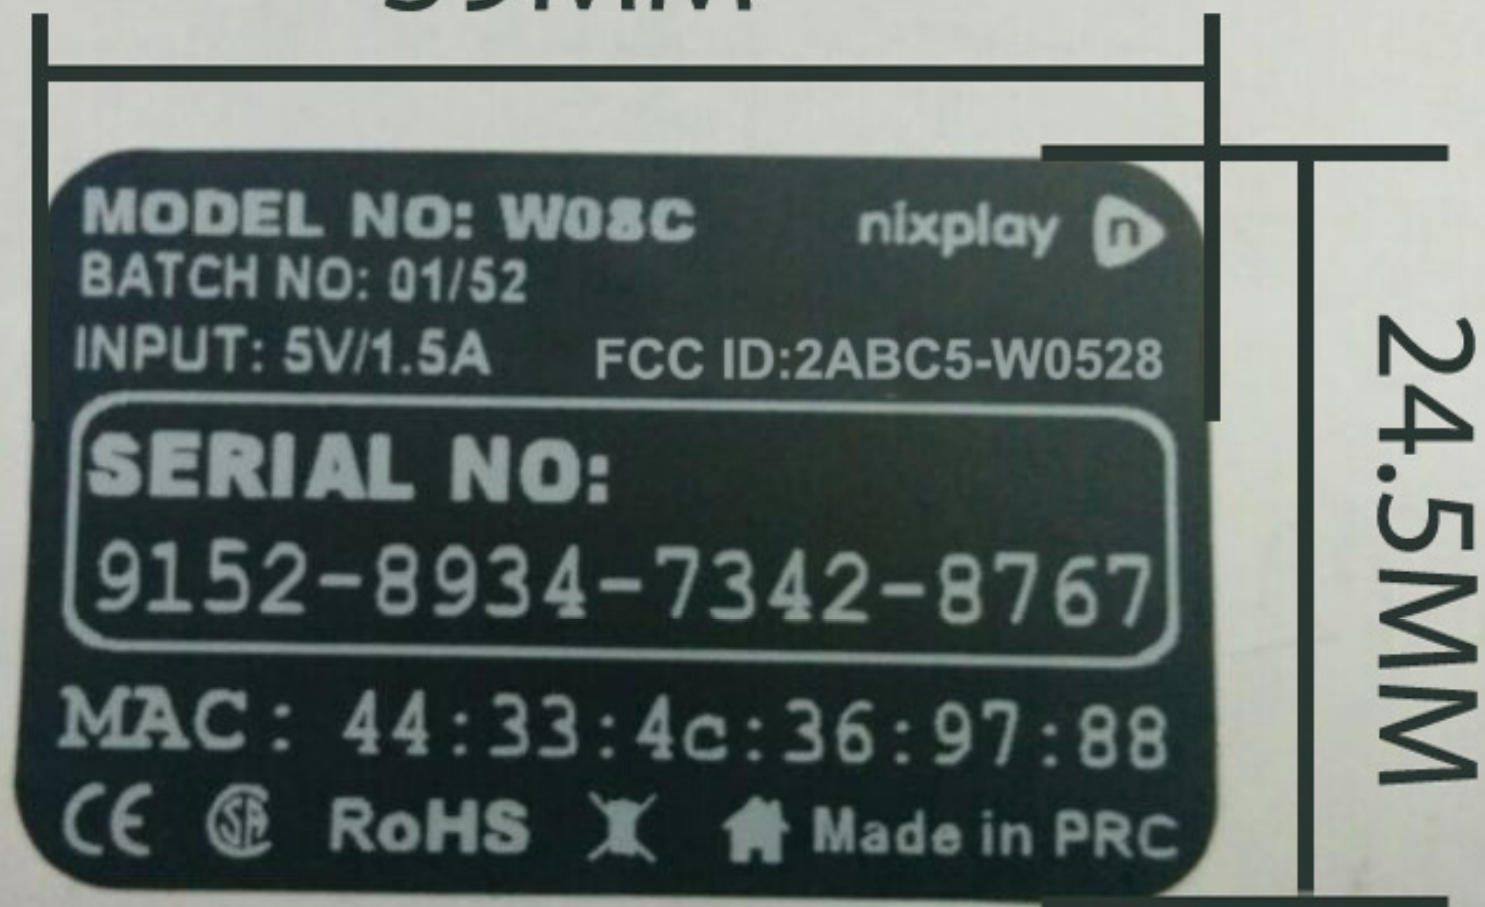 MODEL NO: W08C
nixplay n
BATCH NO: 01/52
INPUT: 5V/1.5A
FCC ID:2ABC5-W0528
SERIAL NO:
9152-8934-7342-8767
MAC: 44:33:4c:36:97:88
CE SA RoHS
Made in PRC
24.5MM